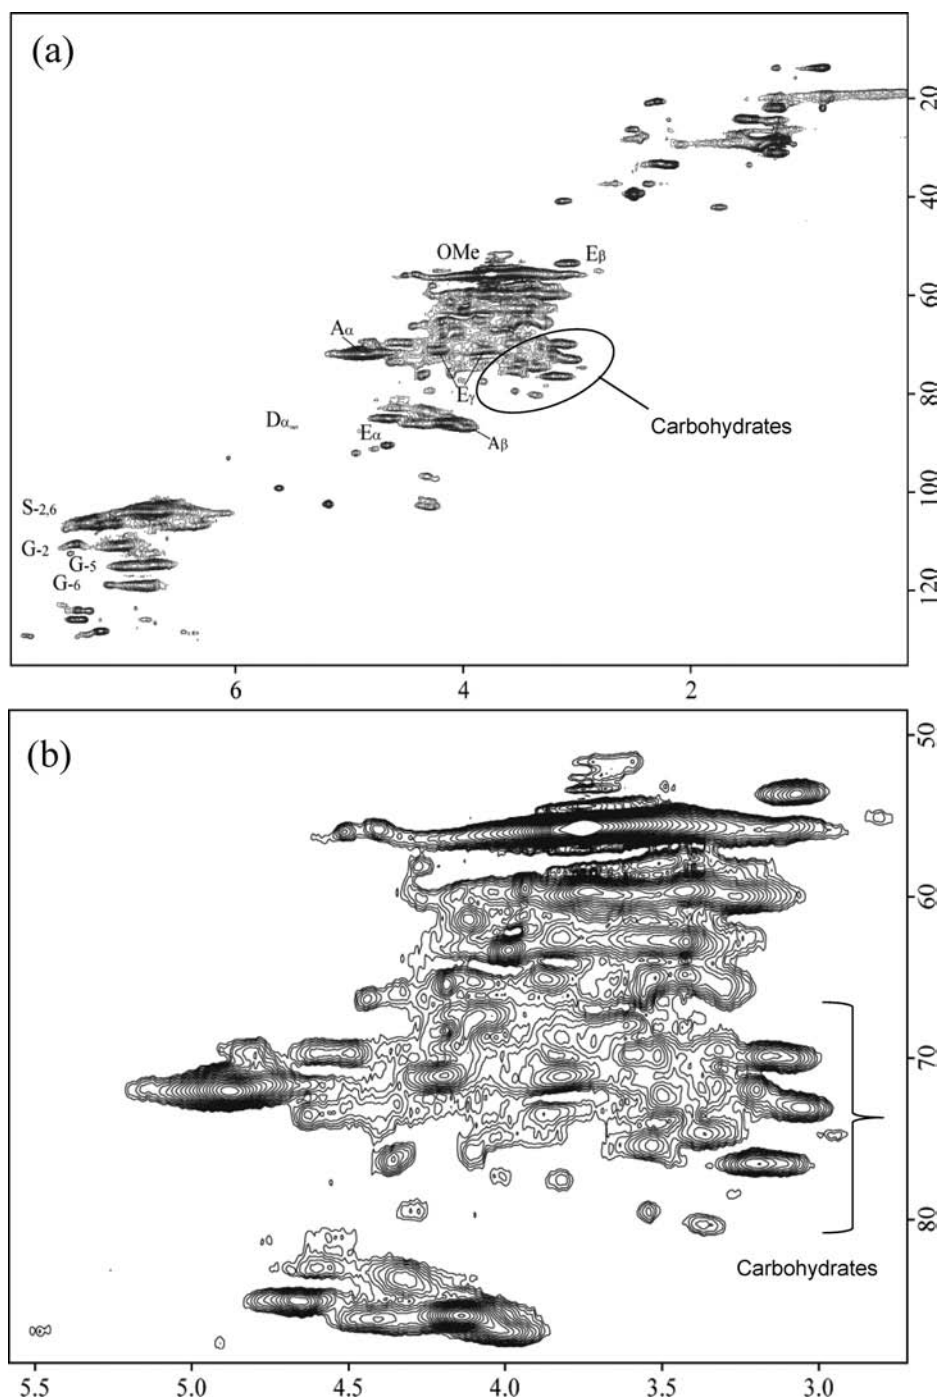 (a)
20
40
OMe
Eβ
60
Aα
Eγ
80
Carbohydrates
Dα
Eα
Aβ
100
S-2,6
G-2
G-5
G-6
120
6
4
2
(b)
50
60
70
80
Carbohydrates
5.5
5.0
4.5
4.0
3.5
3.0